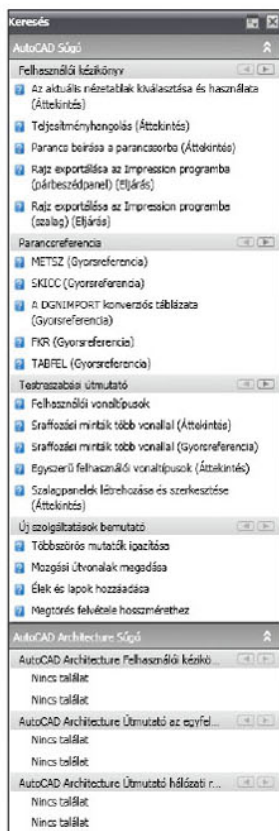 Keresés
AutoCAD Súgó
Felhasználói kézikönyv
Az aktuális nézetablak kiválasztása és használata
(Áttekintés)
Teljesítményhangolás (Áttekintés)
Parancs beírása a parancssorba (Áttekintés)
Rajz exportálása az Impression programba
(párbeszédpanel) (Eljárás)
Rajz exportálása az Impression programba
(szalag) (Eljárás)
Parancsreferencia
METSZ (Gyorsreferencia)
SKICC (Gyorsreferencia)
A DGNIMPORT konverziós táblázata
(Gyorsreferencia)
FKR (Gyorsreferencia)
TABFEL (Gyorsreferencia)
Testreszabási útmutató
Felhasználói vonaltípusok
Sraffozási minták több vonallal (Áttekintés)
Sraffozási minták több vonallal (Gyorsreferencia)
Egyszerű felhasználói vonaltípusok (Áttekintés)
Szalagpanelek létrehozása és szerkesztése
(Áttekintés)
Új szolgáltatások bemutató
Többszörös mutatók igazítása
Mozgási útvonalak megadása
Élek és lapok hozzáadása
Megtörés felvétele hosszmérethez
AutoCAD Architecture Súgó
AutoCAD Architecture Felhasználói kézikö...
Nincs találat
Nincs találat
AutoCAD Architecture Útmutató az egyfel...
Nincs találat
Nincs találat
AutoCAD Architecture Útmutató hálózati r...
Nincs találat
Nincs találat